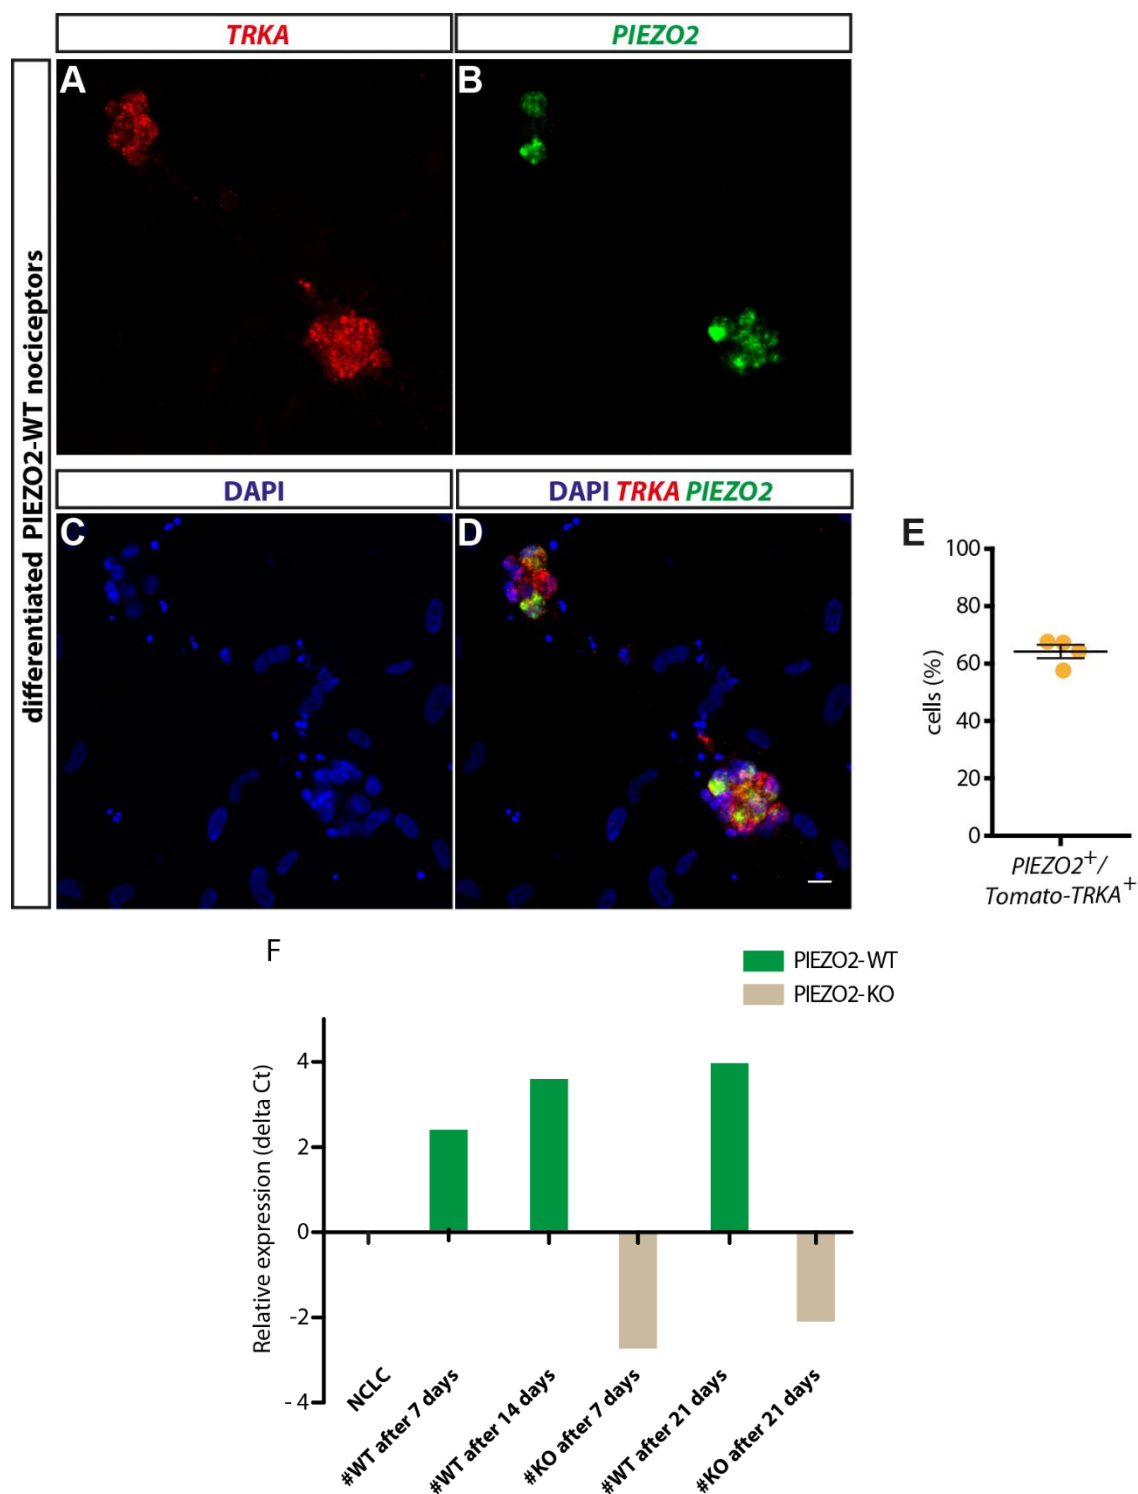 TRKA
PIEZO2
A
B
differentiated PIEZO2-WT nociceptors
DAPI
DAPI TRKA PIEZO2
C
D
E
100
80
60
40
20
0
cells (%)
PIEZO2+/
Tomato-TRKA+
F
PIEZO2-WT
PIEZO2-KO
Relative expression (delta Ct)
4
2
0
-2
-4
NCLC
#WT after 7 days
#WT after 14 days
#KO after 7 days
#WT after 21 days
#KO after 21 days